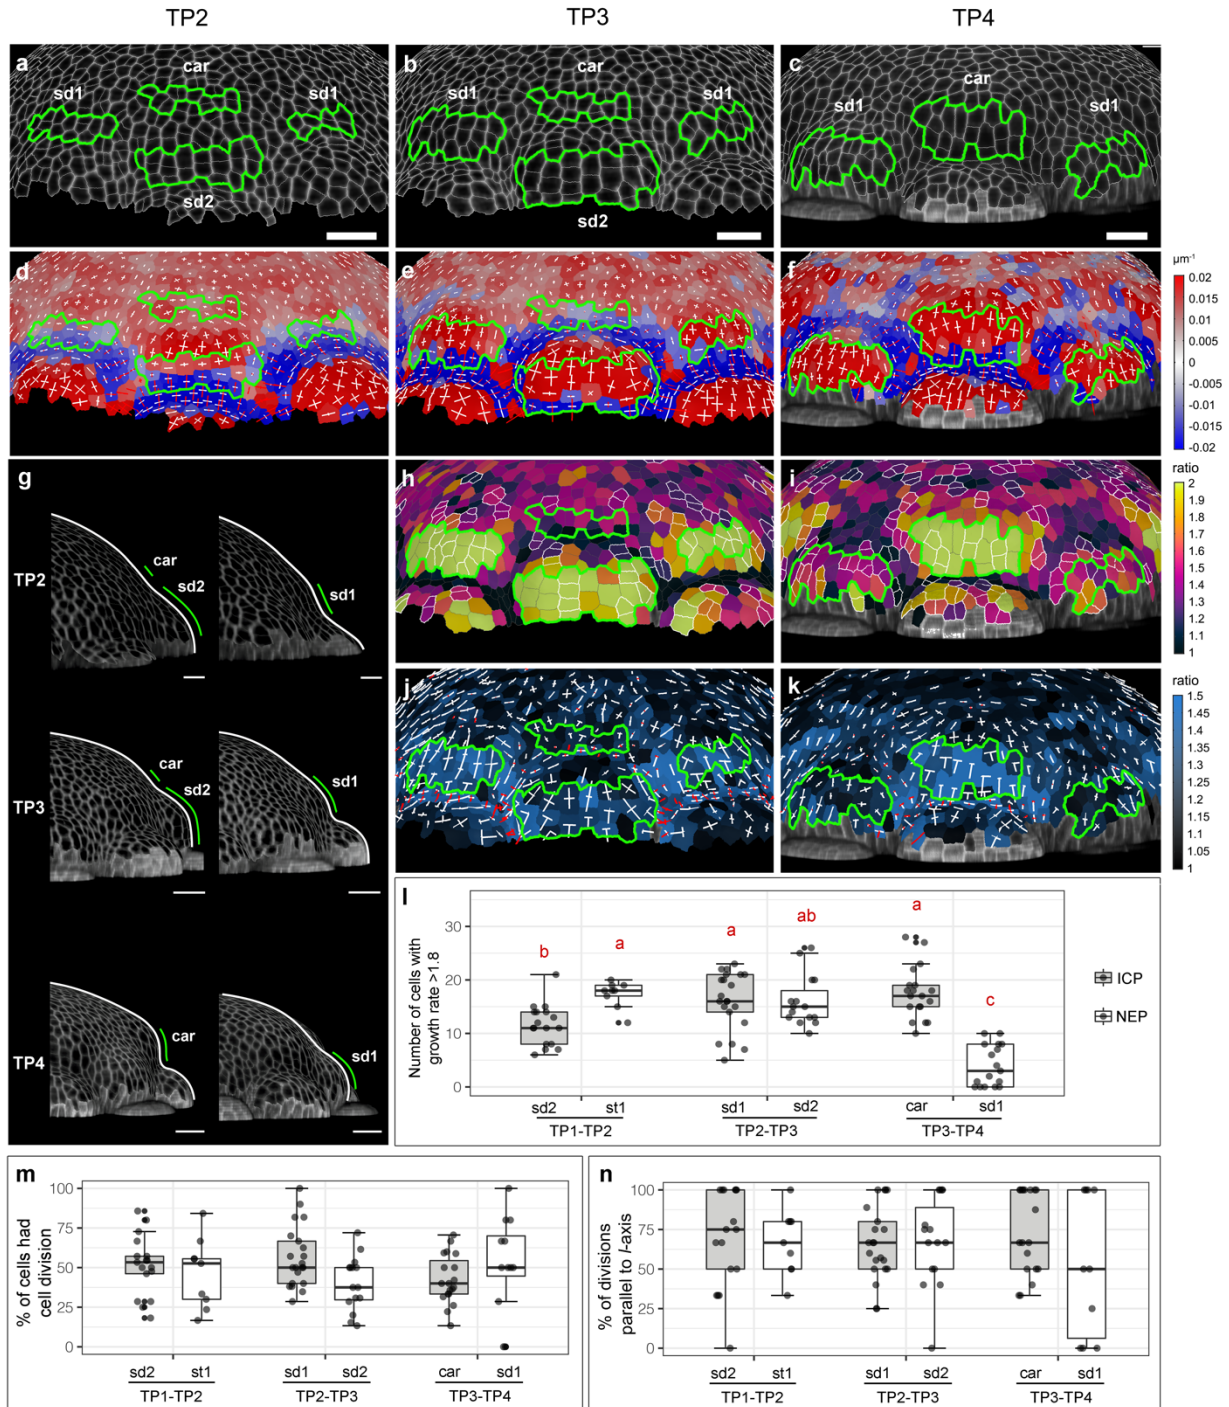 TP2 TP3 TP4
a car sd1 sd1 sd2
b car sd1 sd1 sd2
c car sd1 sd1
d e f
µm⁻¹
0.02
0.015
0.01
0.005
0
-0.005
-0.01
-0.015
-0.02
g
TP2 car sd2 sd1
TP3 car sd2 sd1
TP4 car sd1
h i
ratio
2
1.9
1.8
1.7
1.6
1.5
1.4
1.3
1.2
1.1
1
j k
ratio
1.5
1.45
1.4
1.35
1.3
1.25
1.2
1.15
1.1
1.05
1
l
Number of cells with
growth rate >1.8
30
20
10
0
b a a ab a c
sd2 st1 sd1 sd2 car sd1
TP1-TP2 TP2-TP3 TP3-TP4
ICP
NEP
m
% of cells had
cell division
100
75
50
25
0
sd2 st1 sd1 sd2 car sd1
TP1-TP2 TP2-TP3 TP3-TP4
n
% of divisions
parallel to l-axis
100
75
50
25
0
sd2 st1 sd1 sd2 car sd1
TP1-TP2 TP2-TP3 TP3-TP4